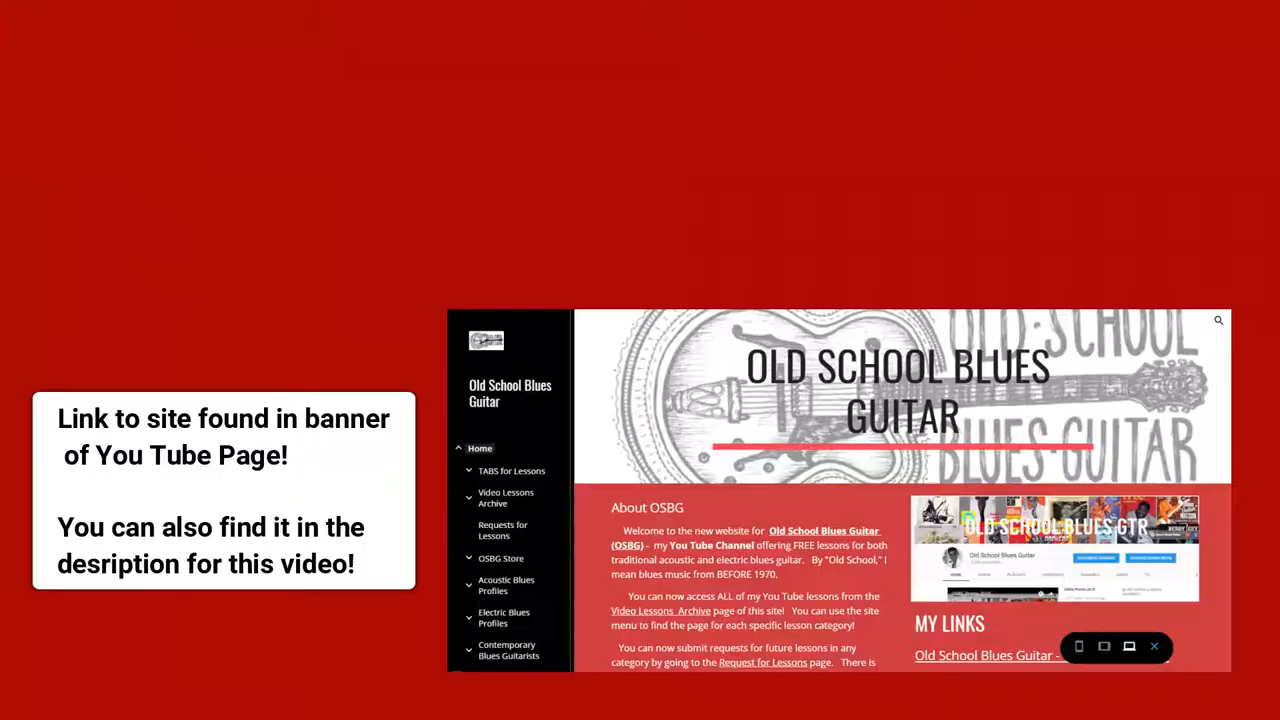 Link to site found in banner
of You Tube Page!
You can also find it in the
desription for this video!
Old School Blues
Guitar
Home
TABS for Lessons
Video Lessons
Archive
Requests for
Lessons
OSBG Store
Acoustic Blues
Profiles
Electric Blues
Profiles
Contemporary
Blues Guitarists
OLD-SCHOOL
BLUES-GUITAR
OLD SCHOOL BLUES
GUITAR
About OSBG
Welcome to the new website for Old School Blues Guitar
(OSBG) - my You Tube Channel offering FREE lessons for both
traditional acoustic and electric blues guitar. By "Old School," I
mean blues music from BEFORE 1970.
You can now access ALL of my You Tube lessons from the
Video Lessons Archive page of this site! You can use the site
menu to find the page for each specific lesson category!
You can now submit requests for future lessons in any
category by going to the Request for Lessons page. There is
OLD SCHOOL BLUES GTR
Old School Blues Guitar
MY LINKS
Old School Blues Guitar -